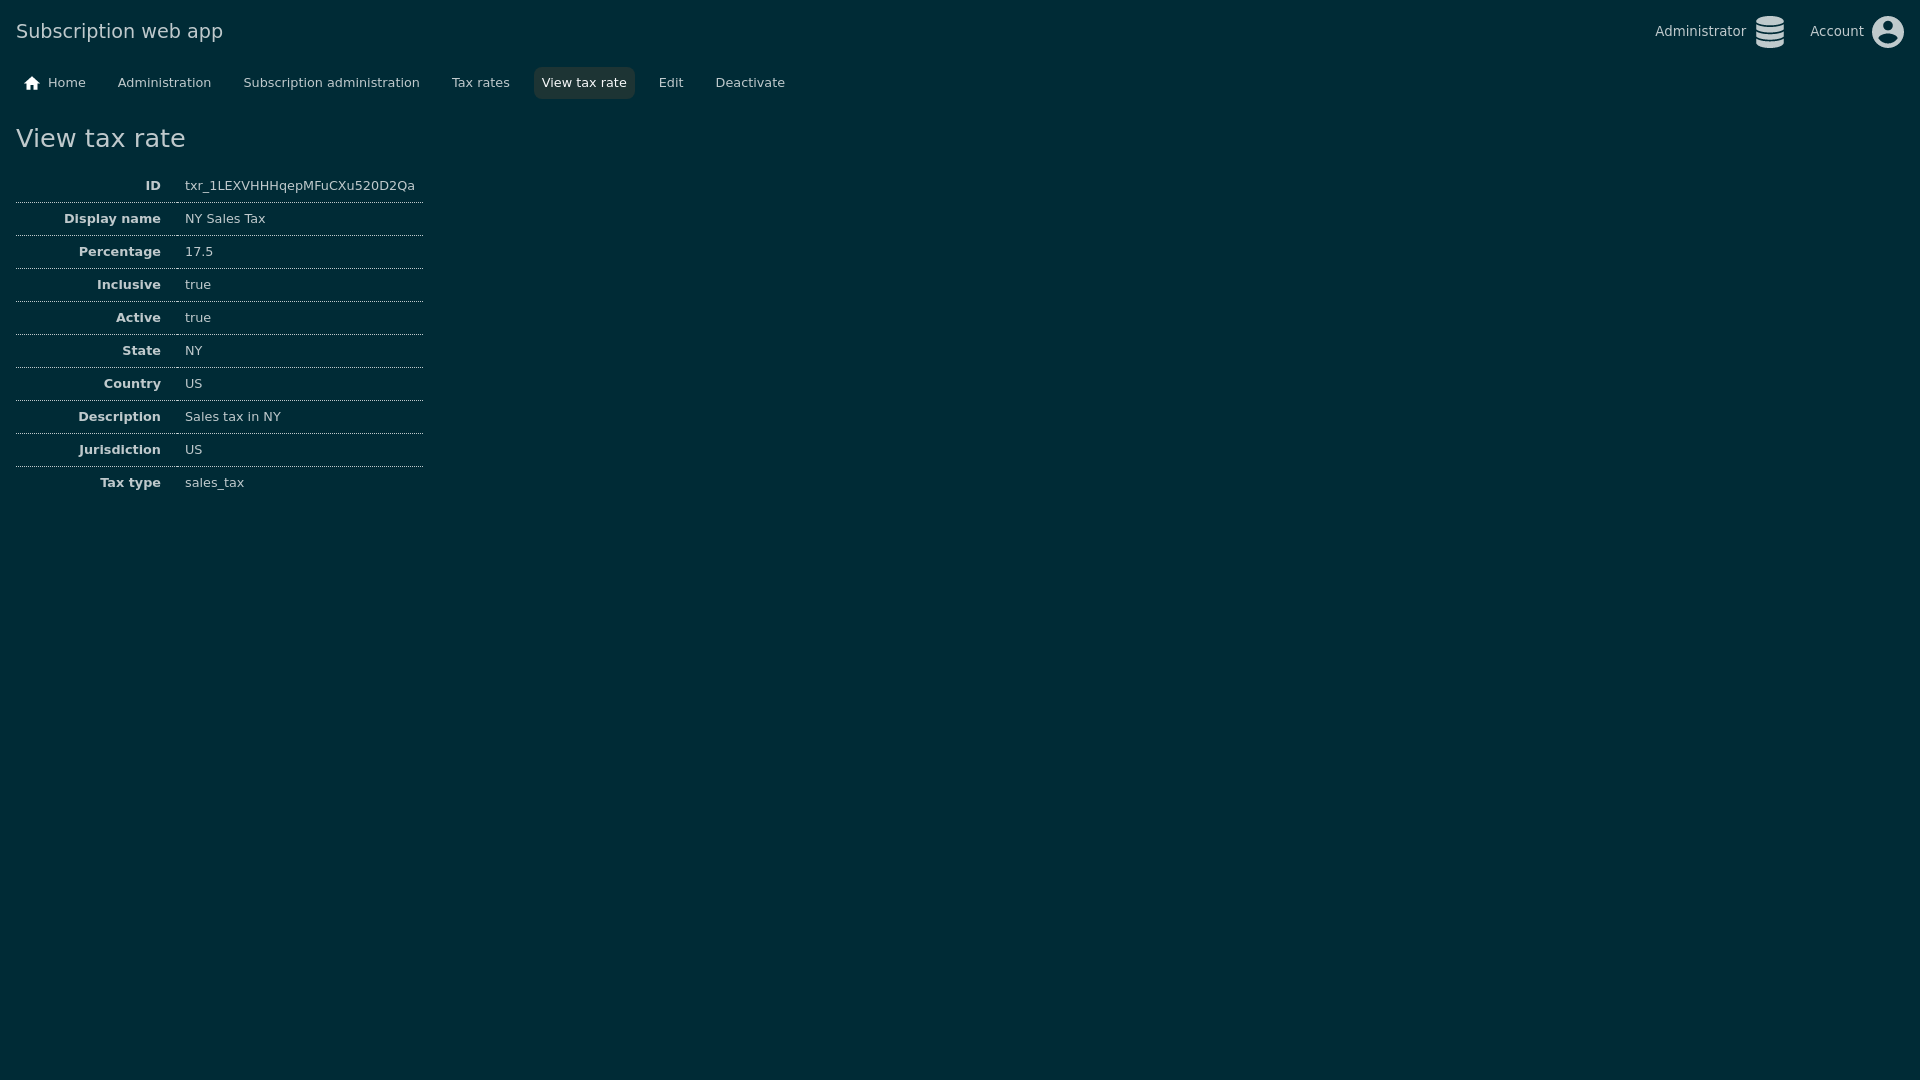 Subscription web app
Administrator Account
Home Administration Subscription administration Tax rates View tax rate Edit Deactivate
View tax rate
ID txr_1LEXVHHHqepMFuCXu520D2Qa
Display name NY Sales Tax
Percentage 17.5
Inclusive true
Active true
State NY
Country US
Description Sales tax in NY
Jurisdiction US
Tax type sales_tax